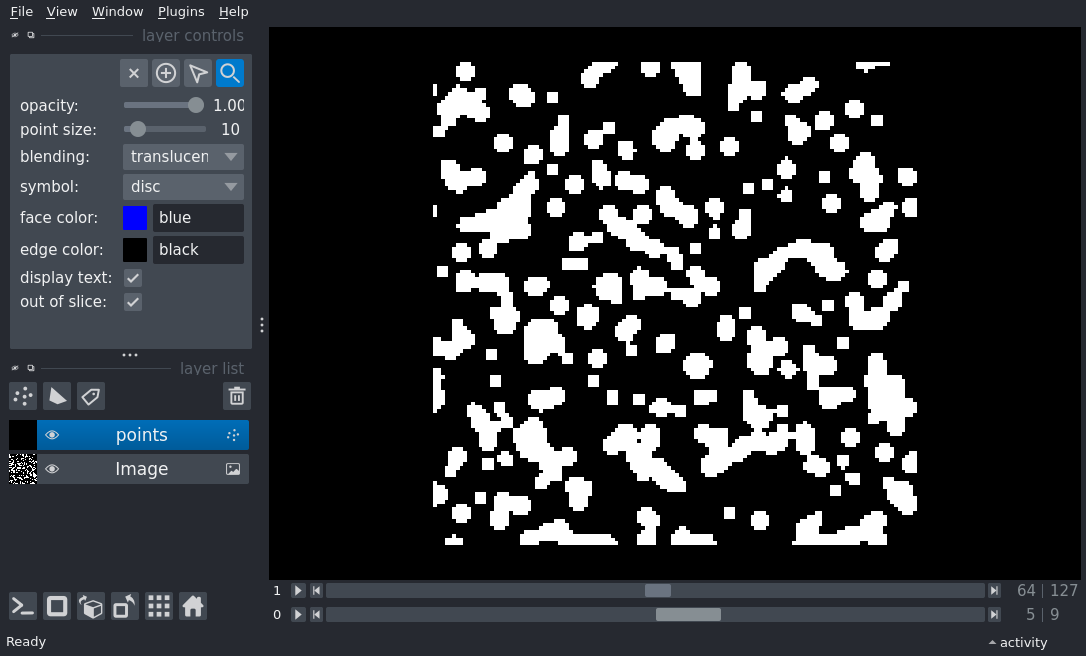 File View Window Plugins Help
layer controls
opacity: 1.00
point size: 10
blending: translucen
symbol: disc
face color: blue
edge color: black
display text:
out of slice:
layer list
points
Image
1 64 | 127
0 5 | 9
Ready activity